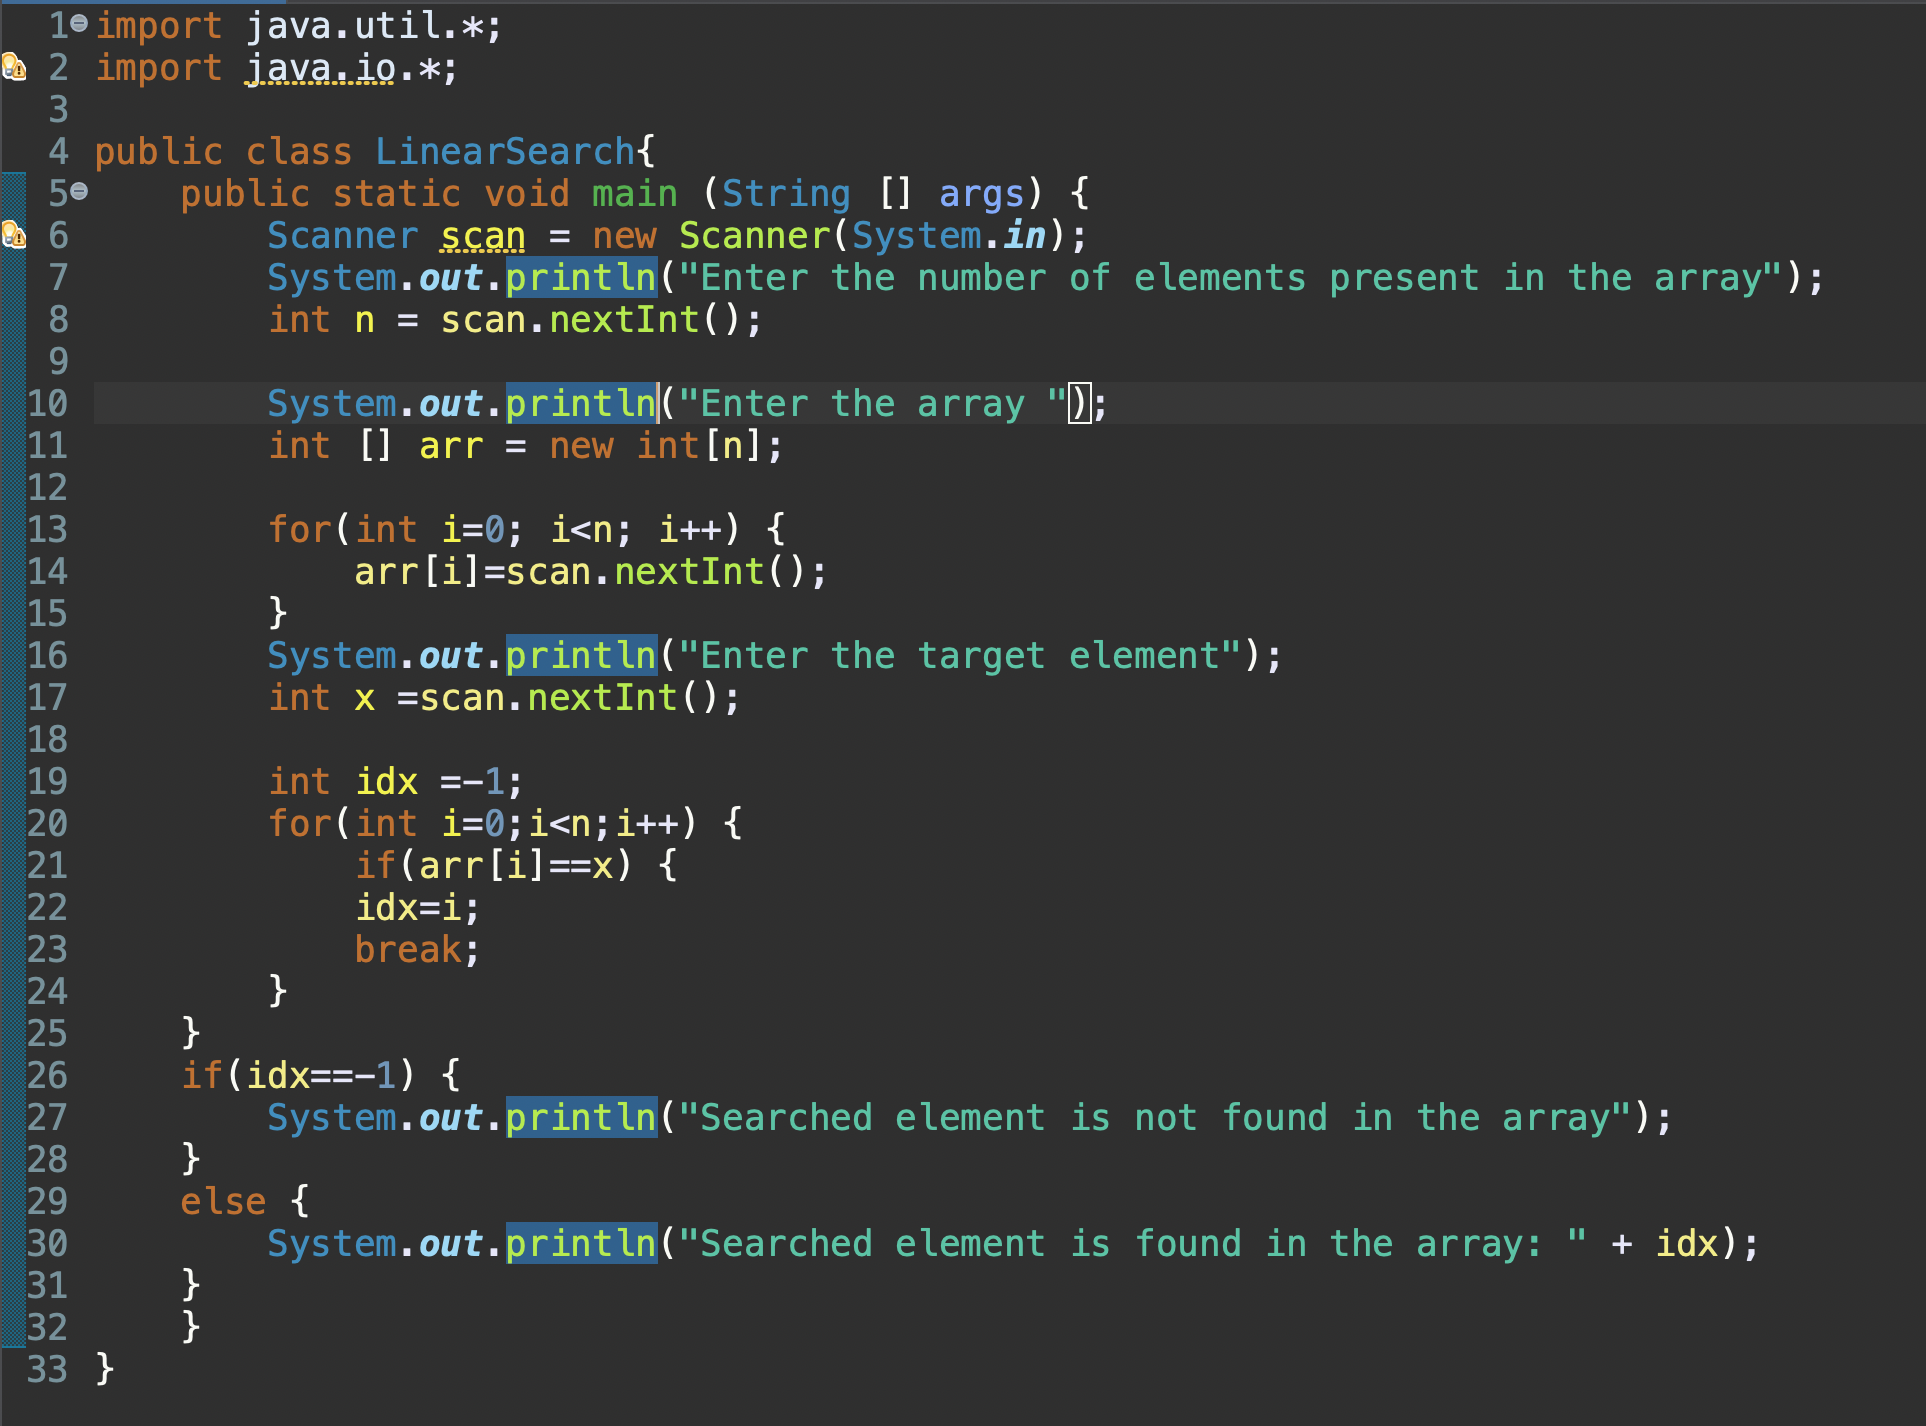 1 import java.util.*;
2 import java.io.*;
3
4 public class LinearSearch{
5     public static void main (String [] args) {
6         Scanner scan = new Scanner(System.in);
7         System.out.println("Enter the number of elements present in the array");
8         int n = scan.nextInt();
9
10         System.out.println("Enter the array ");
11         int [] arr = new int[n];
12
13         for(int i=0; i<n; i++) {
14             arr[i]=scan.nextInt();
15         }
16         System.out.println("Enter the target element");
17         int x =scan.nextInt();
18
19         int idx =-1;
20         for(int i=0;i<n;i++) {
21             if(arr[i]==x) {
22             idx=i;
23             break;
24         }
25     }
26     if(idx==-1) {
27         System.out.println("Searched element is not found in the array");
28     }
29     else {
30         System.out.println("Searched element is found in the array: " + idx);
31     }
32     }
33 }